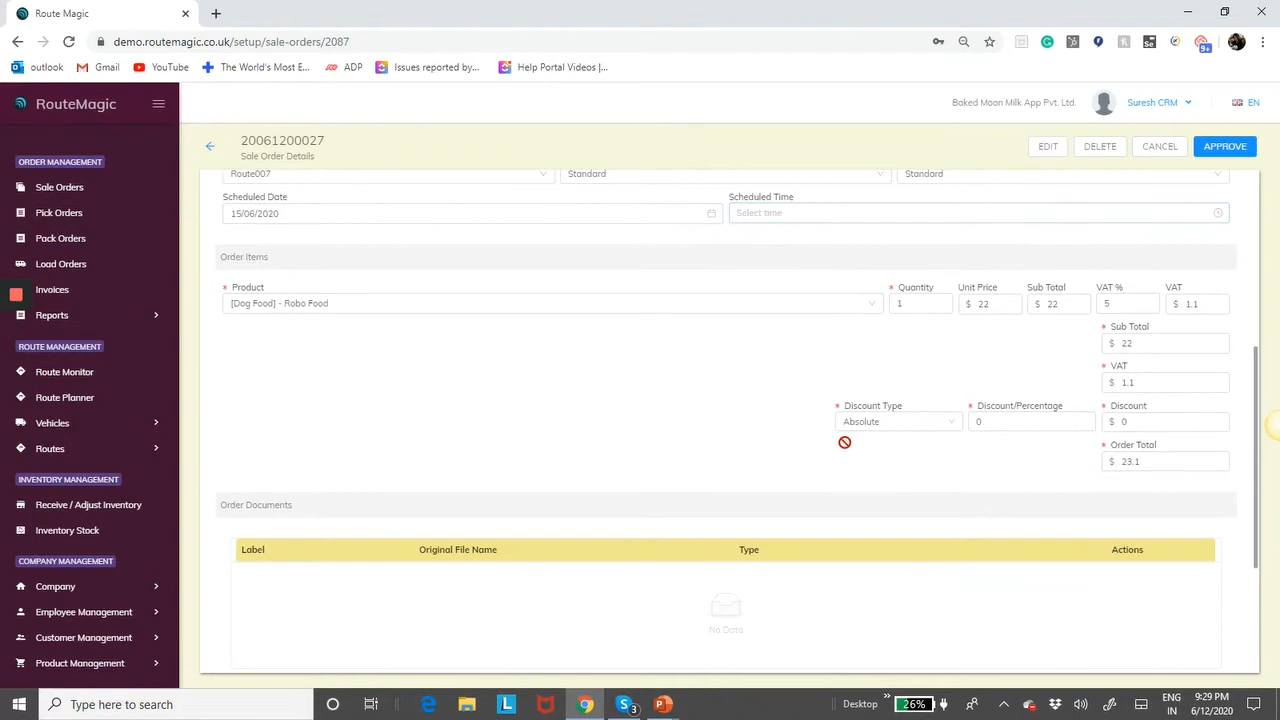 Route Magic
demo.routemagic.co.uk/setup/sale-orders/2087
9+
outlook
Gmail
YouTube
The World's Most E...
ADP
Issues reported by...
Help Portal Videos |...
RouteMagic
Baked Moon Milk App Pvt. Ltd.
Suresh CRM
EN
20061200027
Sale Order Details
EDIT
DELETE
CANCEL
APPROVE
ORDER MANAGEMENT
Sale Orders
Pick Orders
Pack Orders
Load Orders
Invoices
Reports
ROUTE MANAGEMENT
Route Monitor
Route Planner
Vehicles
Routes
INVENTORY MANAGEMENT
Receive / Adjust Inventory
Inventory Stock
COMPANY MANAGEMENT
Company
Employee Management
Customer Management
Product Management
Route007
Standard
Standard
Scheduled Date
Scheduled Time
15/06/2020
Select time
Order Items
* Product
* Quantity
Unit Price
Sub Total
VAT %
VAT
[Dog Food] - Robo Food
1
$ 22
$ 22
5
$ 1.1
* Sub Total
$ 22
* VAT
$ 1.1
* Discount Type
* Discount/Percentage
* Discount
Absolute
0
$ 0
* Order Total
$ 23.1
Order Documents
Label
Original File Name
Type
Actions
No Data
Type here to search
L
3
Desktop
»
26%
ENG
IN
9:29 PM
6/12/2020